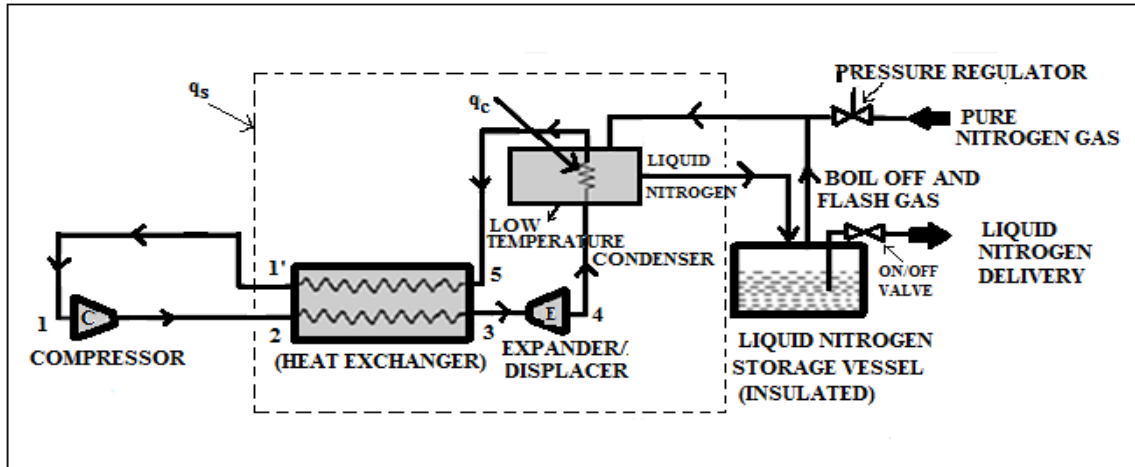 PRESSURE REGULATOR
qs
qc
PURE
NITROGEN GAS
LIQUID
NITROGEN
BOIL OFF AND
FLASH GAS
LOW
TEMPERATURE
CONDENSER
LIQUID
NITROGEN
DELIVERY
ON/OFF
VALVE
1'
5
1
C
2
3
E
4
COMPRESSOR
(HEAT EXCHANGER)
EXPANDER/
DISPLACER
LIQUID NITROGEN
STORAGE VESSEL
(INSULATED)